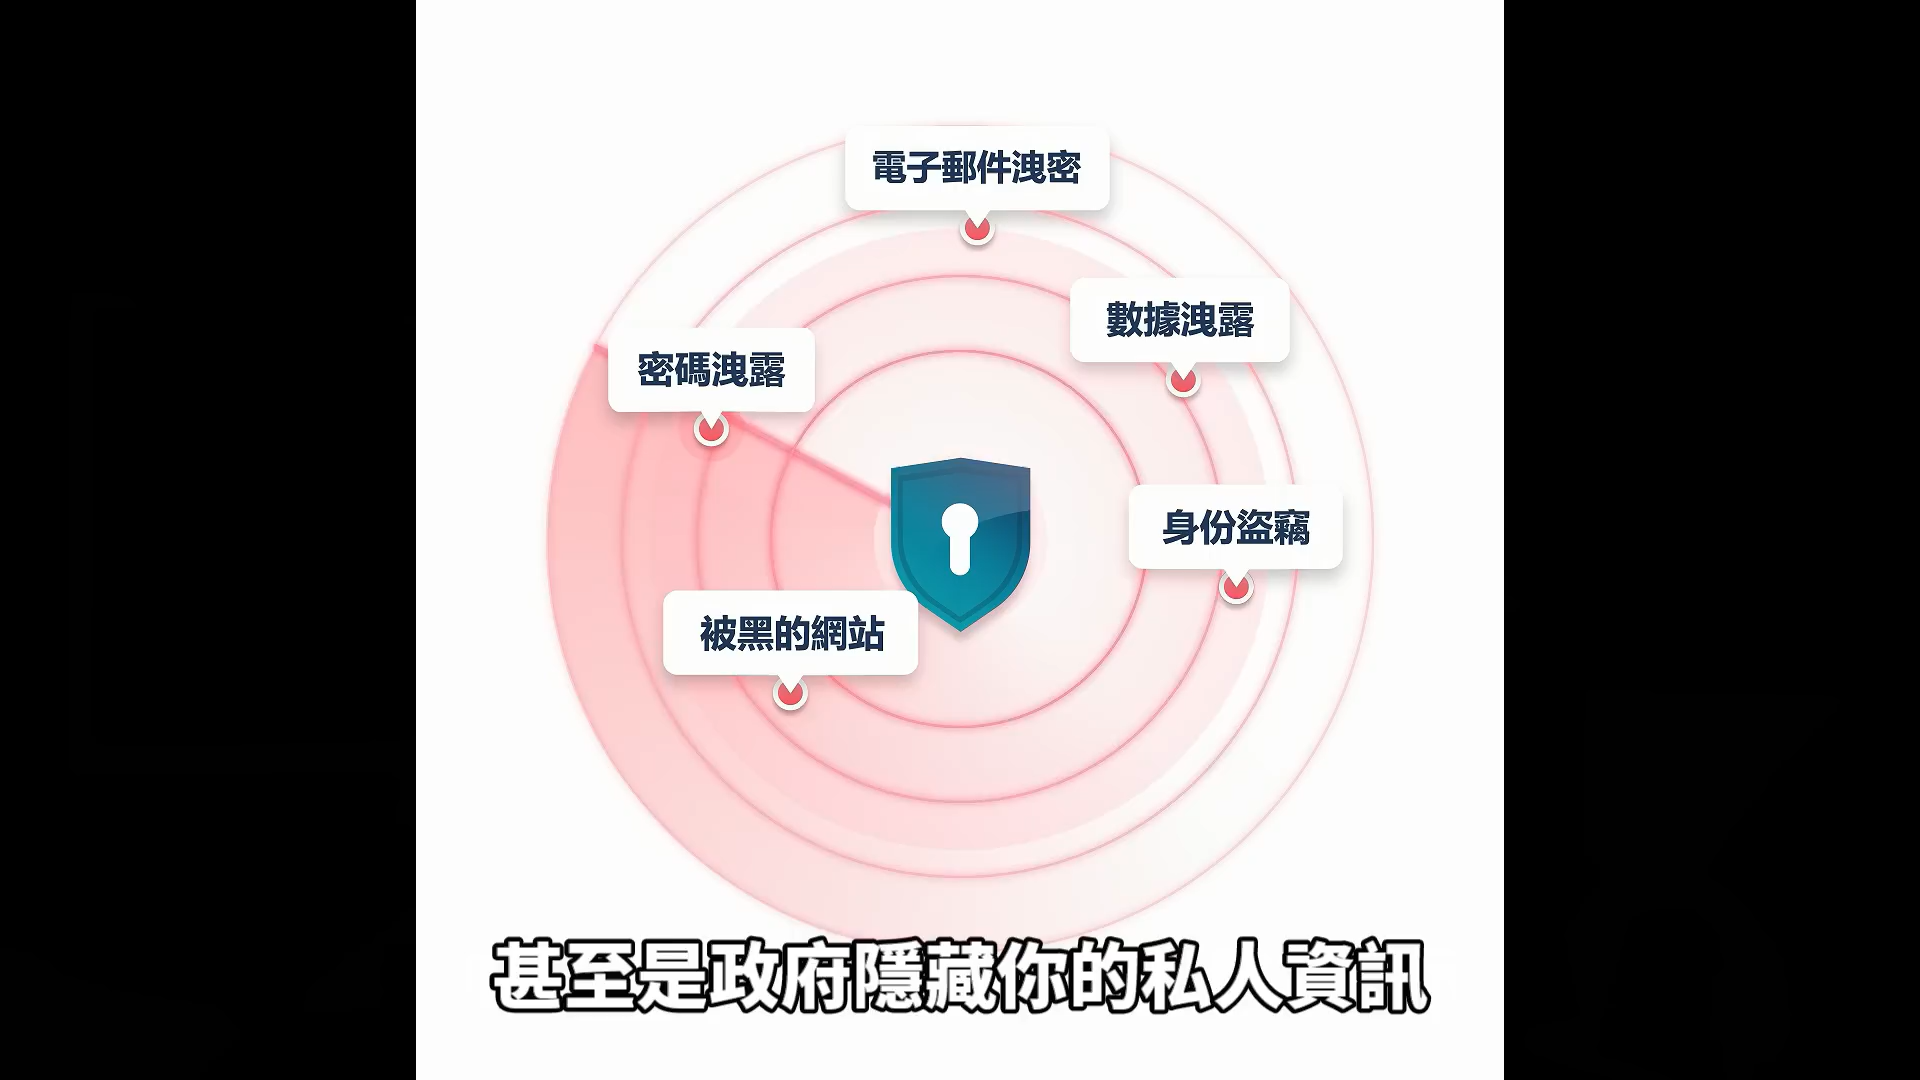 電子郵件洩密
數據洩露
密碼洩露
身份盜竊
被黑的網站
甚至是政府隱藏你的私人資訊